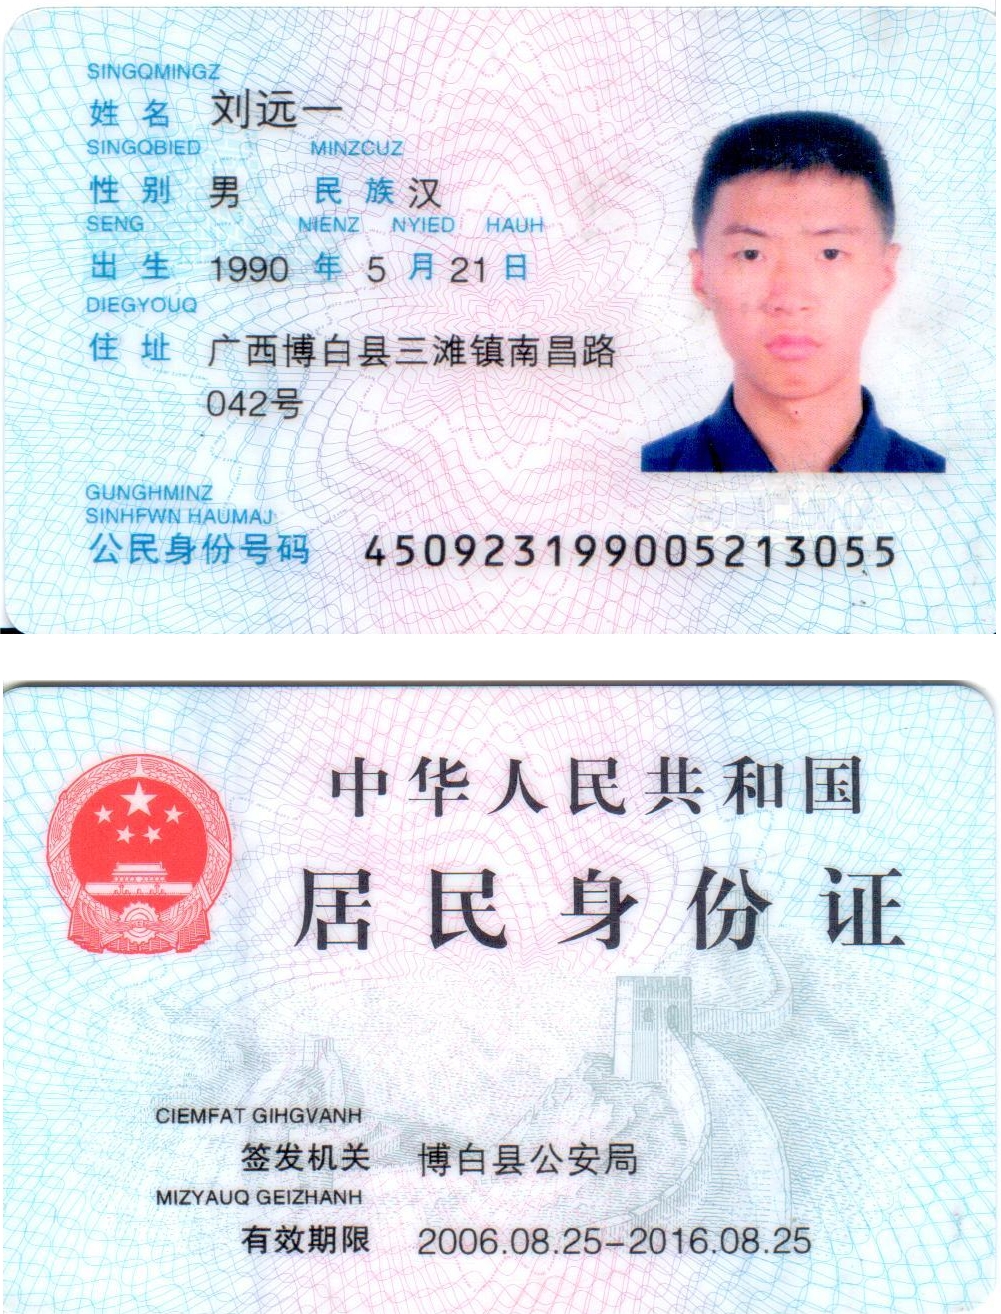 SINGQMINGZ
姓 名 刘远一
SINGQBIED MINZCUZ
性 别 男 民 族 汉
SENG NIENZ NYIED HAUH
出 生 1990 年 5 月 21 日
DIEGYOUQ
住 址 广西博白县三滩镇南昌路
042号
GUNGHMINZ
SINHFWN HAUMAJ
公民身份号码 450923199005213055
中华人民共和国
居民身份证
CIEMFAT GIHGVANH
签发机关 博白县公安局
MIZYAUQ GEIZHANH
有效期限 2006.08.25-2016.08.25